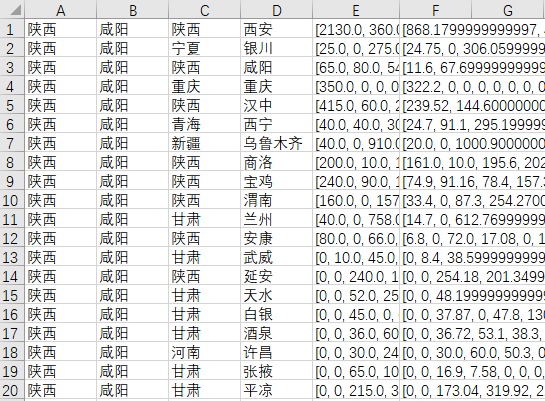 A B C D E F G
1 陕西 咸阳 陕西 西安 [2130.0, 360.0 [868.1799999999997,
2 陕西 咸阳 宁夏 银川 [25.0, 0, 275.0 [24.75, 0, 306.0599999
3 陕西 咸阳 陕西 咸阳 [65.0, 80.0, 54 [11.6, 67.69999999999
4 陕西 咸阳 重庆 重庆 [350.0, 0, 0, 0 [322.2, 0, 0, 0, 0, 0, 0,
5 陕西 咸阳 陕西 汉中 [415.0, 60.0, 2 [239.52, 144.60000000
6 陕西 咸阳 青海 西宁 [40.0, 40.0, 30 [24.7, 91.1, 295.199999
7 陕西 咸阳 新疆 乌鲁木齐 [40.0, 0, 910.0 [20.0, 0, 1000.9000000
8 陕西 咸阳 陕西 商洛 [200.0, 10.0, 1 [161.0, 10.0, 195.6, 202
9 陕西 咸阳 陕西 宝鸡 [240.0, 90.0, 1 [74.9, 91.16, 78.4, 157.
10 陕西 咸阳 陕西 渭南 [160.0, 0, 157 [33.4, 0, 87.3, 254.2700
11 陕西 咸阳 甘肃 兰州 [40.0, 0, 758.0 [14.7, 0, 612.76999999
12 陕西 咸阳 陕西 安康 [80.0, 0, 66.0, [6.8, 0, 72.0, 17.08, 0, 1
13 陕西 咸阳 甘肃 武威 [0, 10.0, 45.0, [0, 8.4, 38.5999999999
14 陕西 咸阳 陕西 延安 [0, 0, 240.0, 1 [0, 0, 254.18, 201.3499
15 陕西 咸阳 甘肃 天水 [0, 0, 52.0, 25 [0, 0, 48.19999999999
16 陕西 咸阳 甘肃 白银 [0, 0, 45.0, 0, [0, 0, 37.87, 0, 47.8, 130
17 陕西 咸阳 甘肃 酒泉 [0, 0, 36.0, 60 [0, 0, 36.72, 53.1, 38.3,
18 陕西 咸阳 河南 许昌 [0, 0, 30.0, 24 [0, 0, 30.0, 60.0, 50.3, 0
19 陕西 咸阳 甘肃 张掖 [0, 0, 65.0, 10 [0, 0, 16.9, 7.58, 0, 0, 0,
20 陕西 咸阳 甘肃 平凉 [0, 0, 215.0, 3 [0, 0, 173.04, 319.92, 2